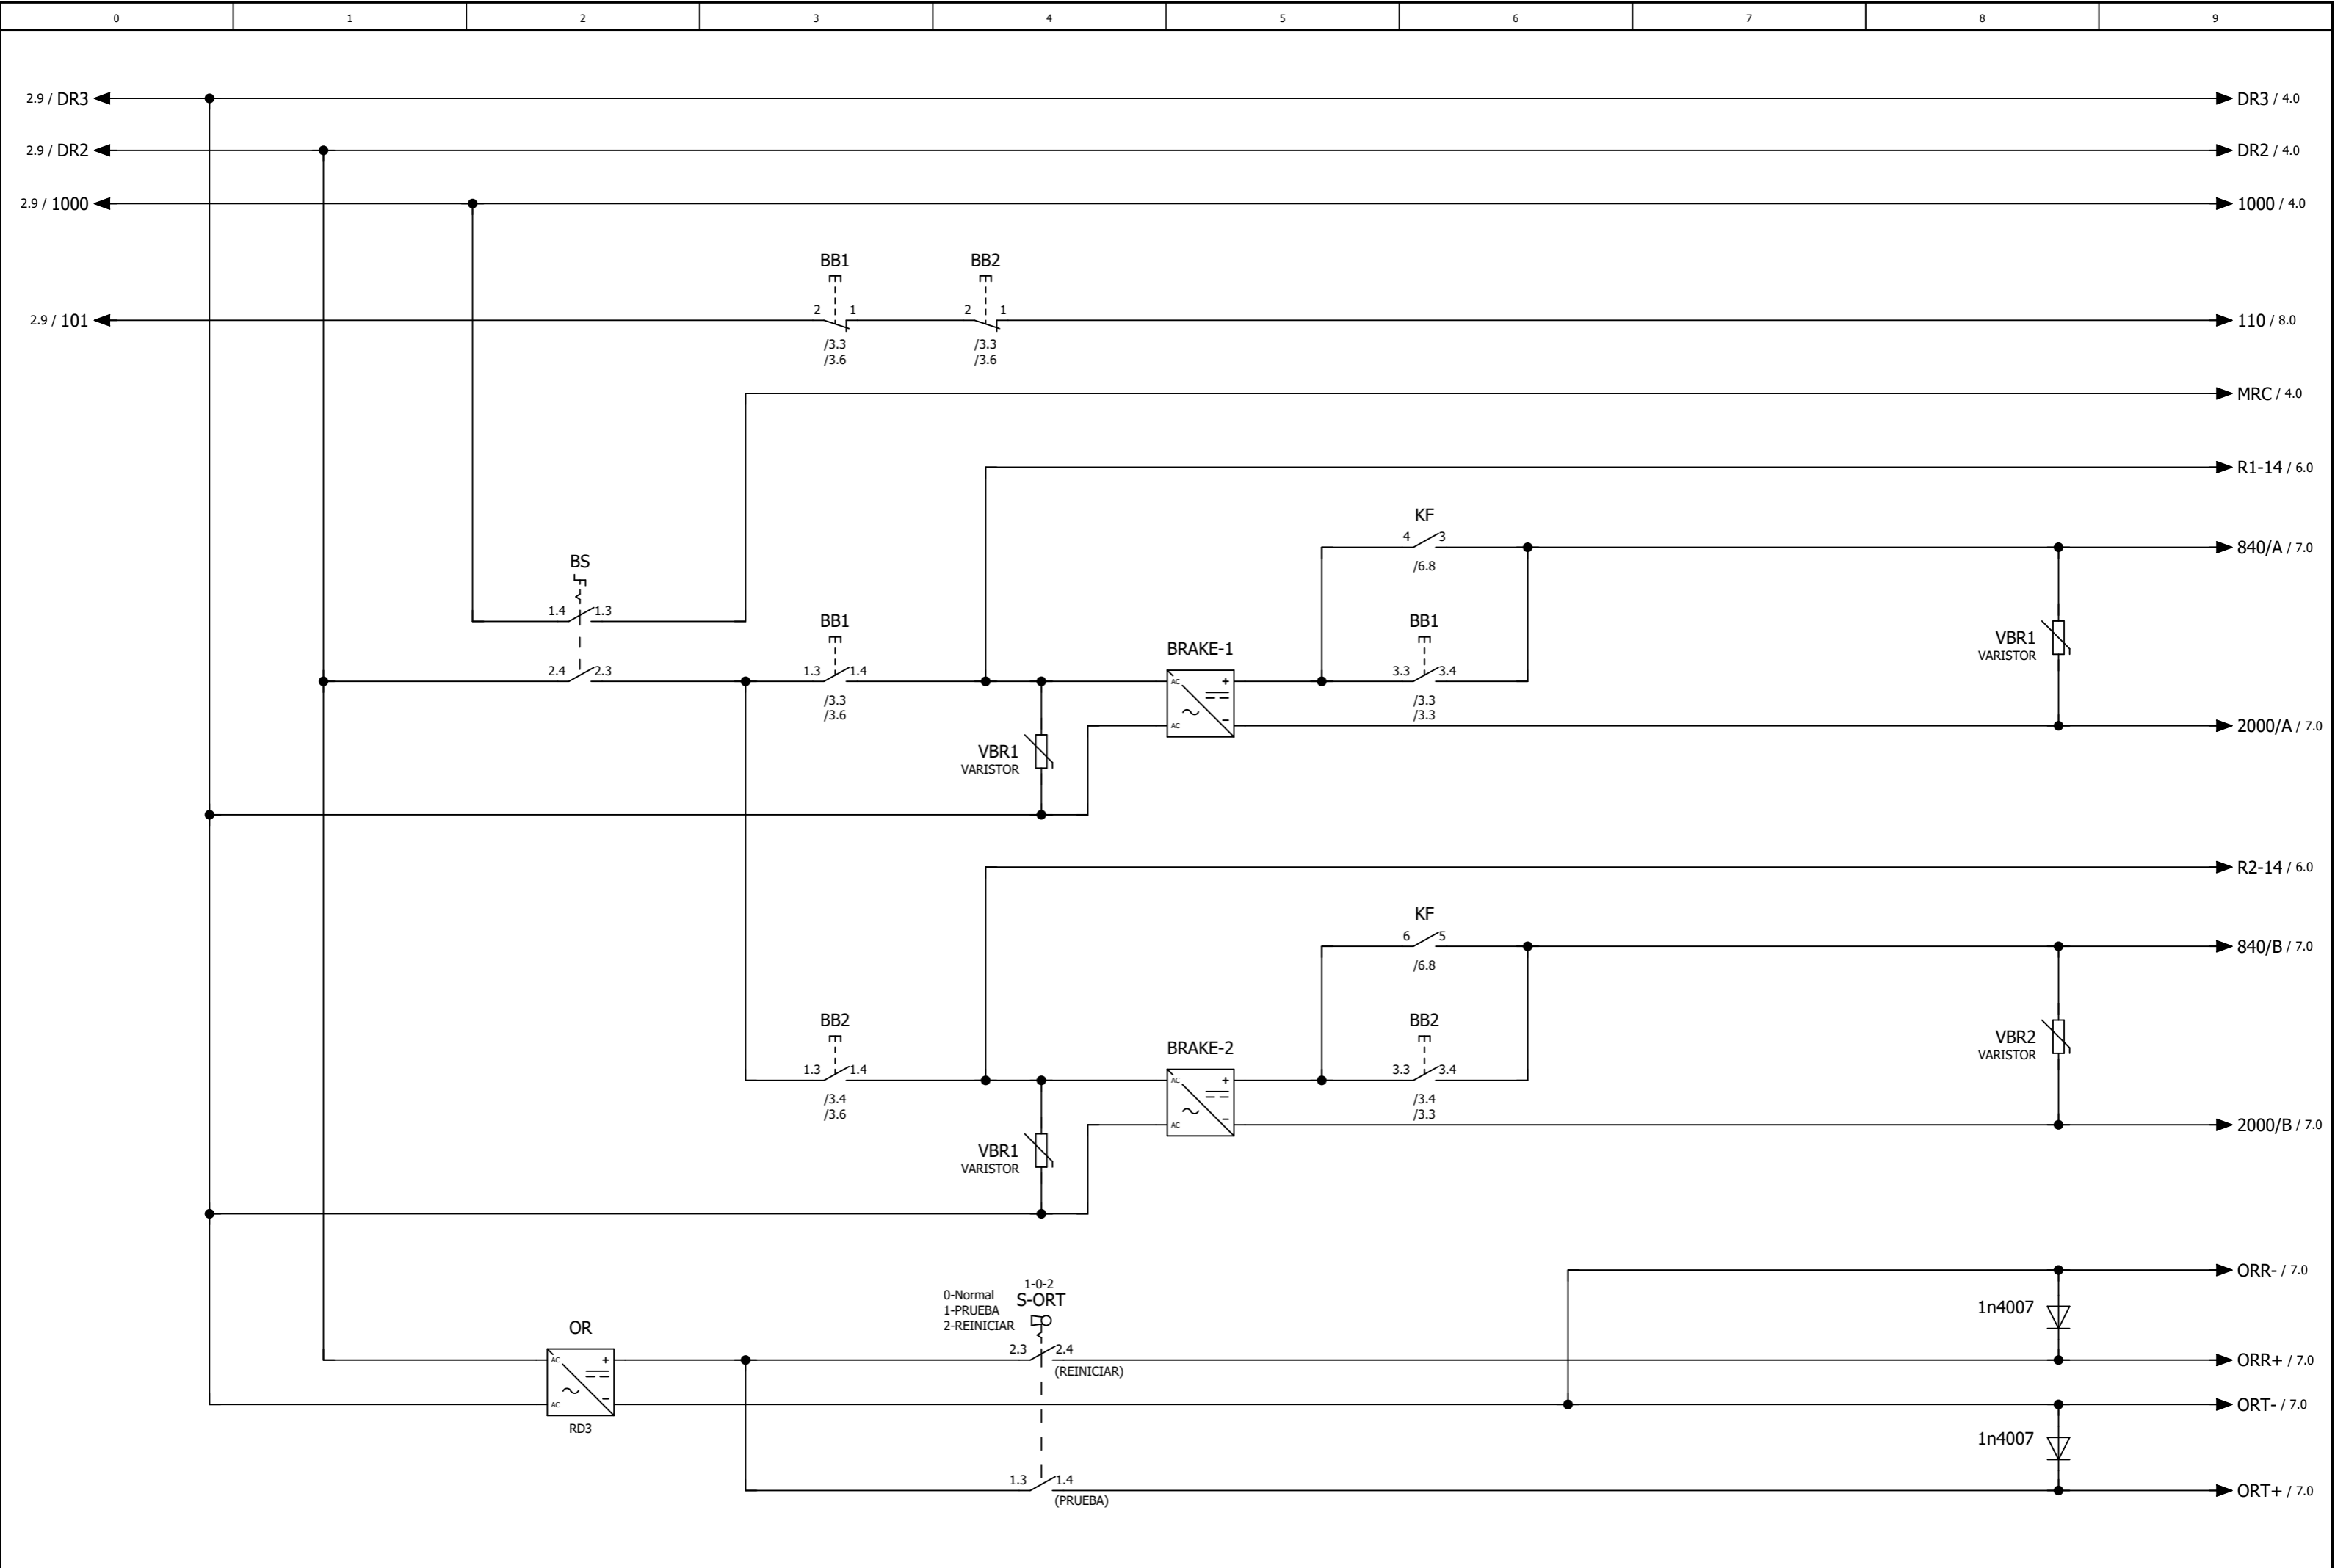 0 1 2 3 4 5 6 7 8 9
2.9 / DR3 DR3 / 4.0
2.9 / DR2 DR2 / 4.0
2.9 / 1000 1000 / 4.0
BB1 BB2
2.9 / 101 2 1 2 1 110 / 8.0
/3.3 /3.3
/3.6 /3.6
MRC / 4.0
R1-14 / 6.0
KF
4 3 840/A / 7.0
/6.8
BS
1.4 1.3
BB1 BB1
VBR1
VARISTOR
BRAKE-1
2.4 2.3 1.3 1.4 AC + 3.3 3.4
/3.3 /3.3
/3.6 /3.3
AC − 2000/A / 7.0
VBR1
VARISTOR
R2-14 / 6.0
KF
6 5 840/B / 7.0
/6.8
BB2 BB2
VBR2
VARISTOR
BRAKE-2
1.3 1.4 AC + 3.3 3.4
/3.4 /3.4
/3.6 /3.3
AC − 2000/B / 7.0
VBR1
VARISTOR
ORR- / 7.0
1-0-2
0-Normal S-ORT
1-PRUEBA
2-REINICIAR
1n4007
OR
AC + 2.3 2.4 ORR+ / 7.0
(REINICIAR)
AC − ORT- / 7.0
RD3
1n4007
1.3 1.4 ORT+ / 7.0
(PRUEBA)